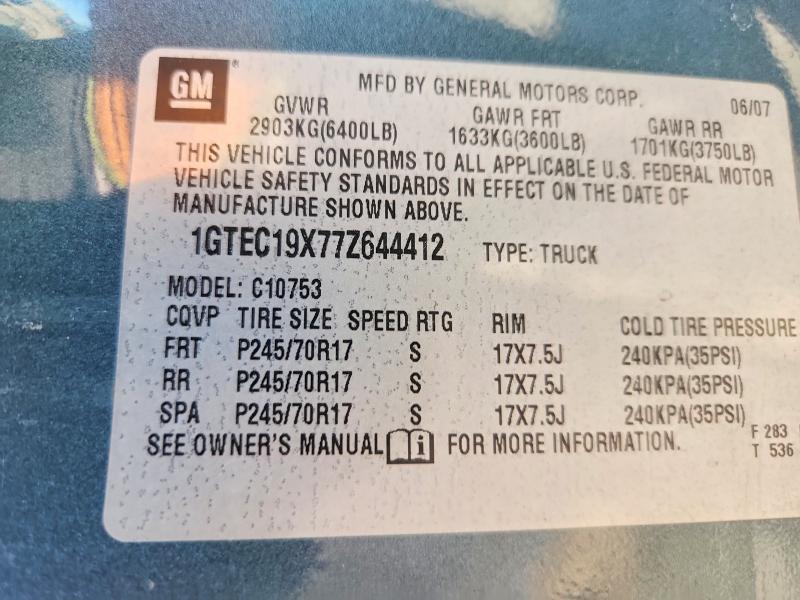 GM®
MFD BY GENERAL MOTORS CORP. 06/07
GVWR GAWR FRT GAWR RR
2903KG(6400LB) 1633KG(3600LB) 1701KG(3750LB)
THIS VEHICLE CONFORMS TO ALL APPLICABLE U.S. FEDERAL MOTOR
VEHICLE SAFETY STANDARDS IN EFFECT ON THE DATE OF
MANUFACTURE SHOWN ABOVE.
1GTEC19X77Z644412 TYPE: TRUCK
MODEL: C10753
CQVP TIRE SIZE SPEED RTG RIM COLD TIRE PRESSURE
FRT P245/70R17 S 17X7.5J 240KPA(35PSI)
RR P245/70R17 S 17X7.5J 240KPA(35PSI)
SPA P245/70R17 S 17X7.5J 240KPA(35PSI)
SEE OWNER'S MANUAL i FOR MORE INFORMATION.
F 283
T 536